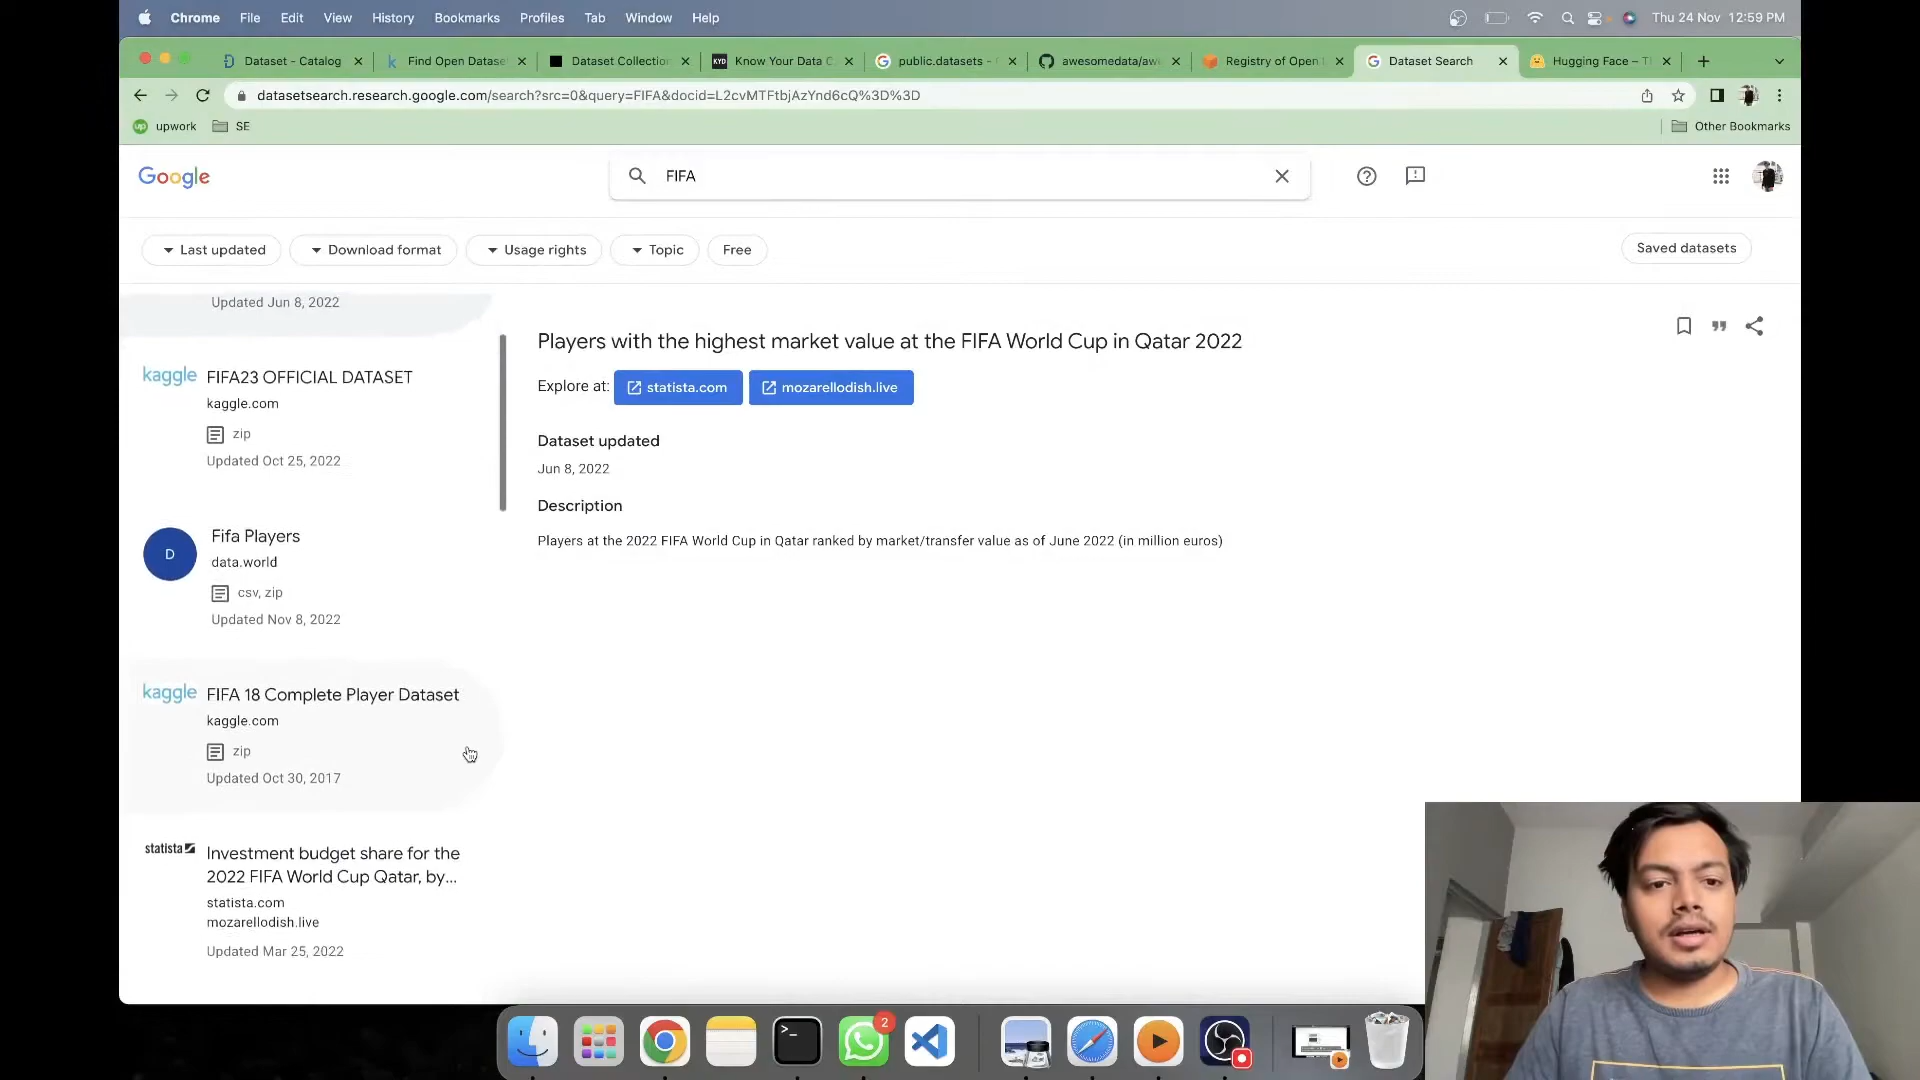 Chrome File Edit View History Bookmarks Profiles Tab Window Help Thu 24 Nov 12:59 PM
Dataset - Catalog Find Open Datase Dataset Collection KYD Know Your Data C public.datasets - awesomedata/aw Registry of Open Dataset Search Hugging Face – T
datasetsearch.research.google.com/search?src=0&query=FIFA&docid=L2cvMTFtbjAzYnd6cQ%3D%3D
up upwork SE Other Bookmarks
Google FIFA
Last updated Download format Usage rights Topic Free Saved datasets
Updated Jun 8, 2022
kaggle FIFA23 OFFICIAL DATASET
kaggle.com
zip
Updated Oct 25, 2022
D Fifa Players
data.world
csv, zip
Updated Nov 8, 2022
kaggle FIFA 18 Complete Player Dataset
kaggle.com
zip
Updated Oct 30, 2017
statista Investment budget share for the
2022 FIFA World Cup Qatar, by...
statista.com
mozarellodish.live
Updated Mar 25, 2022
Players with the highest market value at the FIFA World Cup in Qatar 2022
Explore at: statista.com mozarellodish.live
Dataset updated
Jun 8, 2022
Description
Players at the 2022 FIFA World Cup in Qatar ranked by market/transfer value as of June 2022 (in million euros)
2